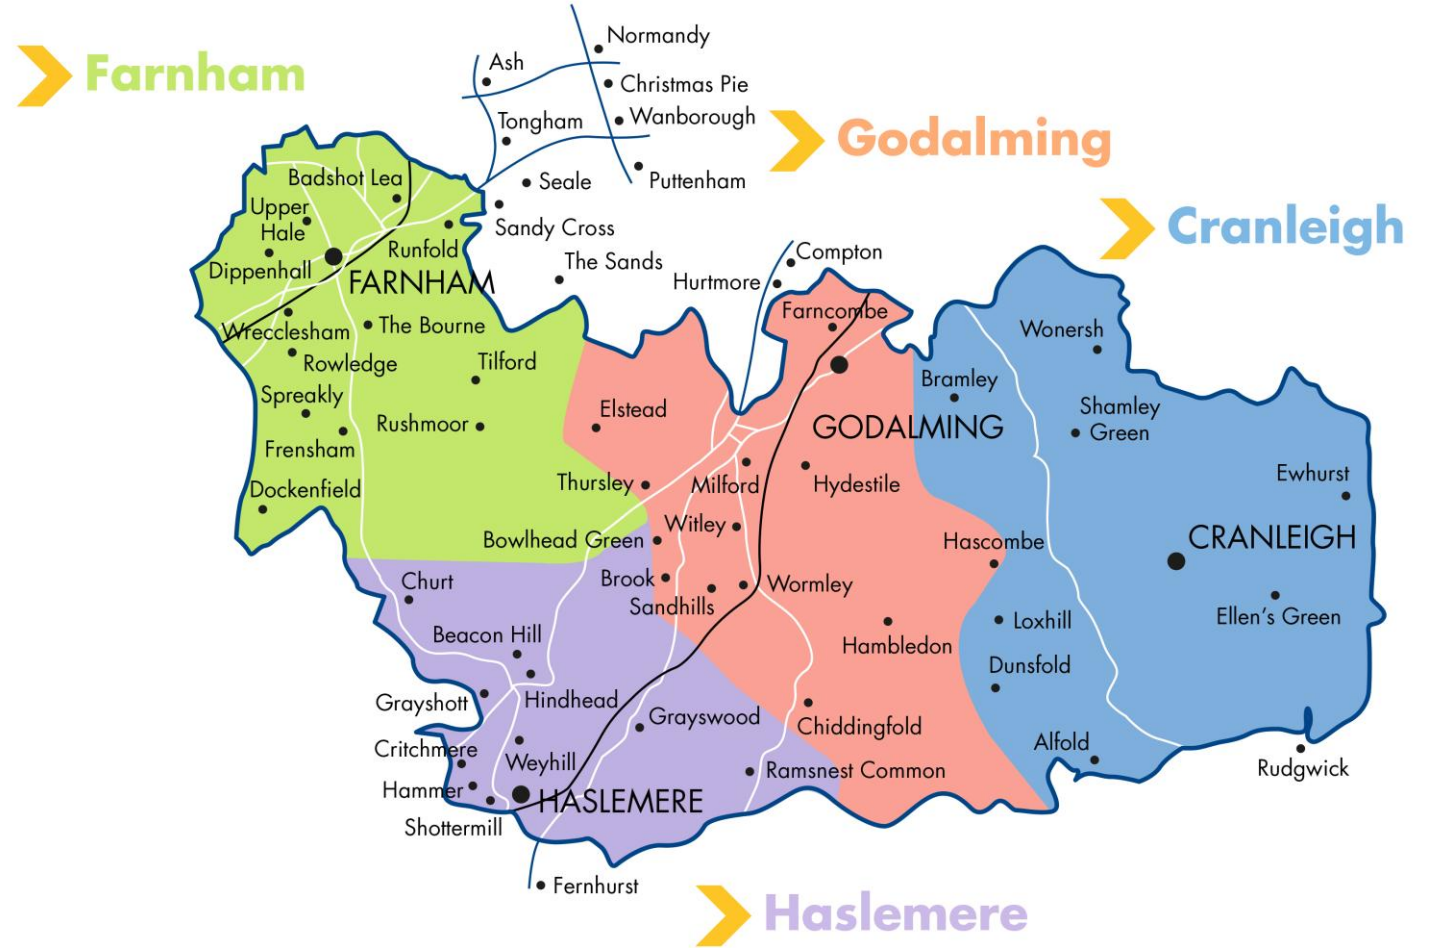 Normandy
Farnham
Ash
Christmas Pie
Wanborough
Tongham
Godalming
Badshot Lea
Seale
Puttenham
Upper
Hale
Sandy Cross
Cranleigh
Runfold
Dippenhall
The Sands
Compton
FARNHAM
Hurtmore
Farncombe
Wrecclesham
The Bourne
Wonersh
Rowledge
Tilford
Bramley
Spreakly
Elstead
Shamley
Green
Rushmoor
GODALMING
Frensham
Dockenfield
Thursley
Milford
Hydestile
Ewhurst
Witley
Bowlhead Green
Hascombe
CRANLEIGH
Churt
Brook
Wormley
Sandhills
Ellen's Green
Beacon Hill
Hambledon
Loxhill
Dunsfold
Grayshott
Hindhead
Grayswood
Chiddingfold
Critchmere
Weyhill
Alfold
Ramsnest Common
Rudgwick
Hammer
HASLEMERE
Shottermill
Fernhurst
Haslemere